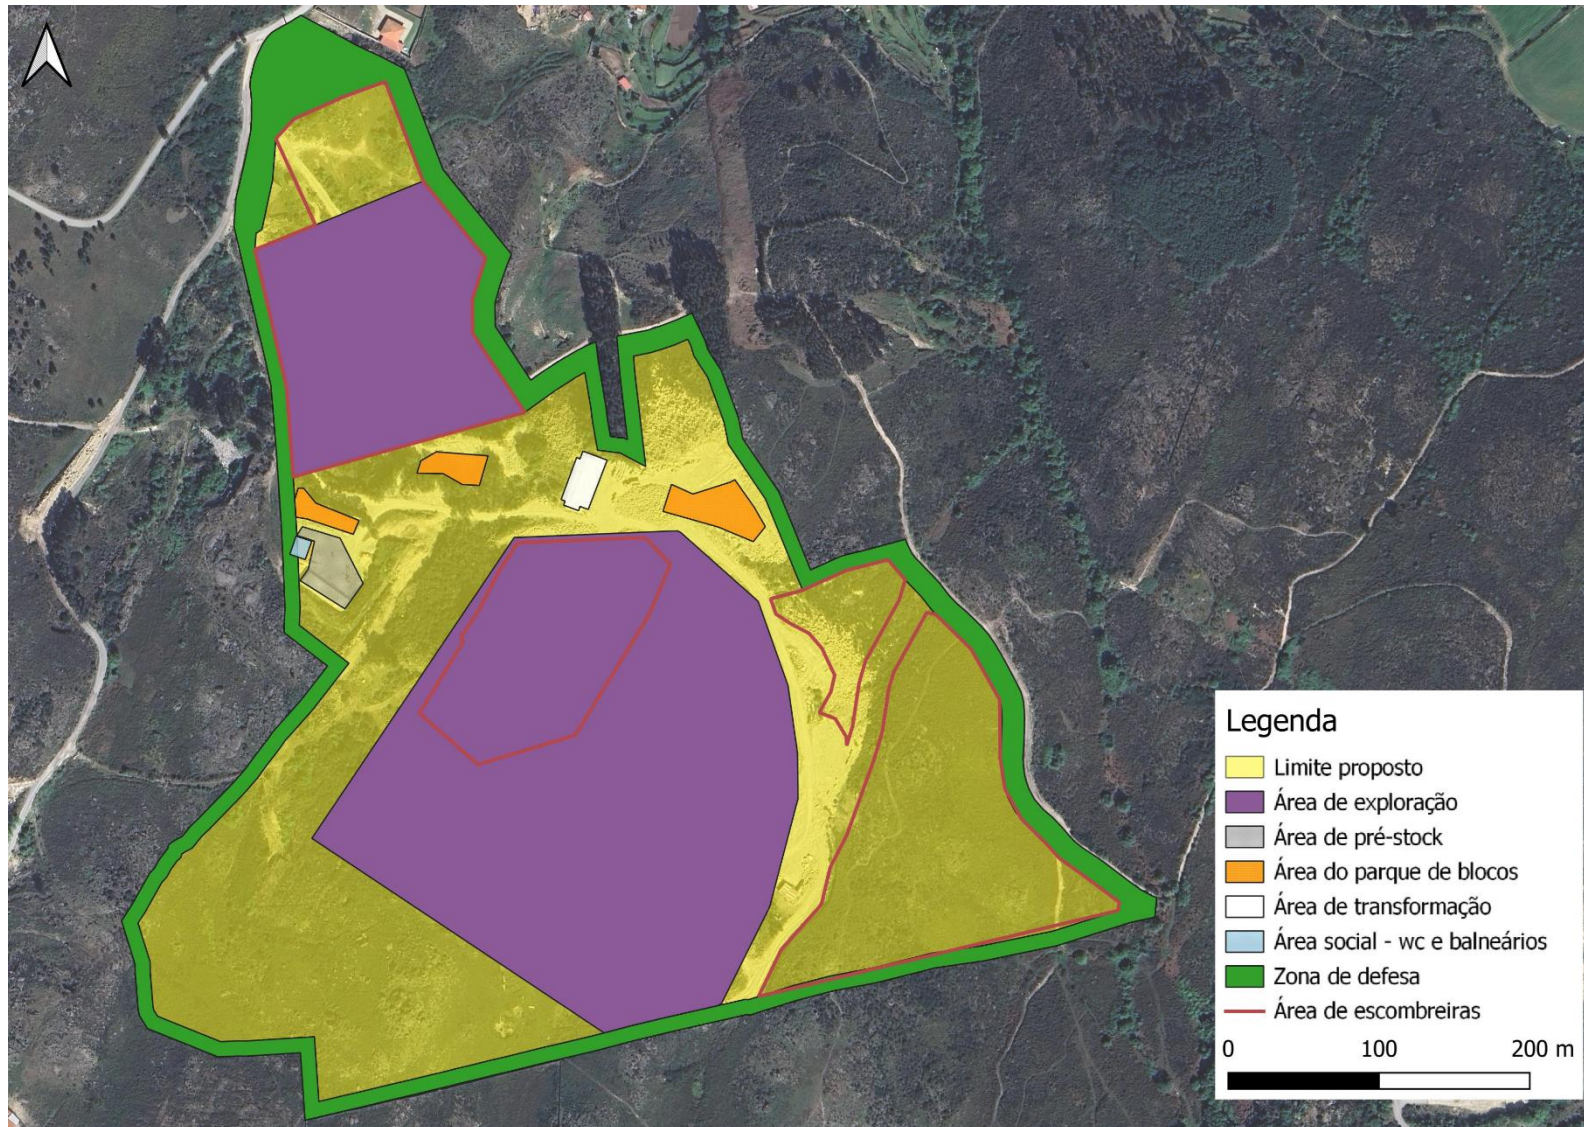 Legenda
Limite proposto
Área de exploração
Área de pré-stock
Área do parque de blocos
Área de transformação
Área social - wc e balneários
Zona de defesa
Área de escombreiras
0 100 200 m